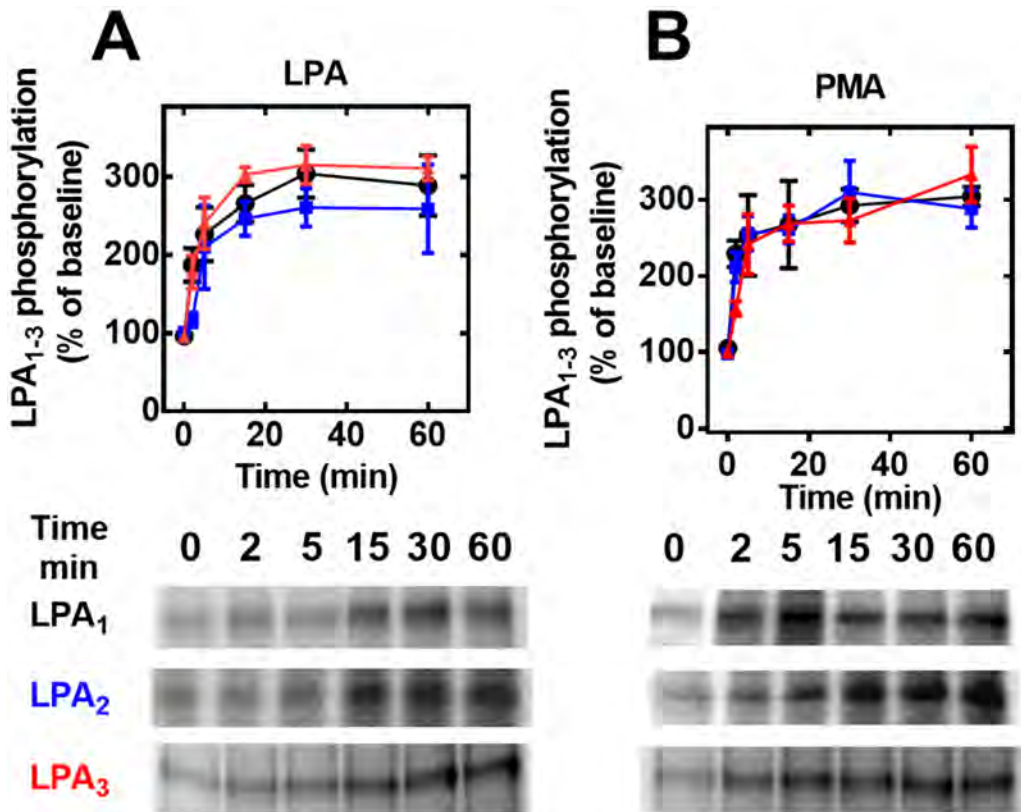 A
LPA
LPA₁₋₃ phosphorylation
(% of baseline)
300
200
100
0
0 20 40 60
Time (min)
B
PMA
LPA₁₋₃ phosphorylation
(% of baseline)
300
200
100
0
0 20 40 60
Time (min)
Time
min
0 2 5 15 30 60
0 2 5 15 30 60
LPA₁
LPA₂
LPA₃